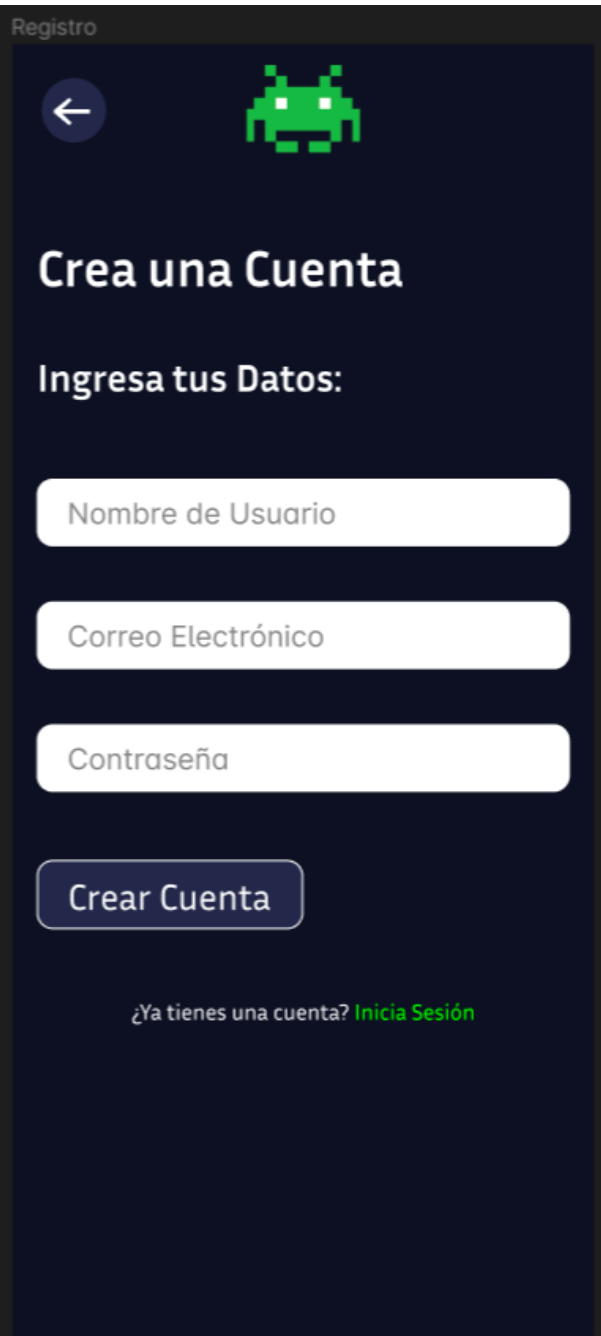 Registro
Crea una Cuenta
Ingresa tus Datos:
Nombre de Usuario
Correo Electrónico
Contraseña
Crear Cuenta
¿Ya tienes una cuenta? Inicia Sesión